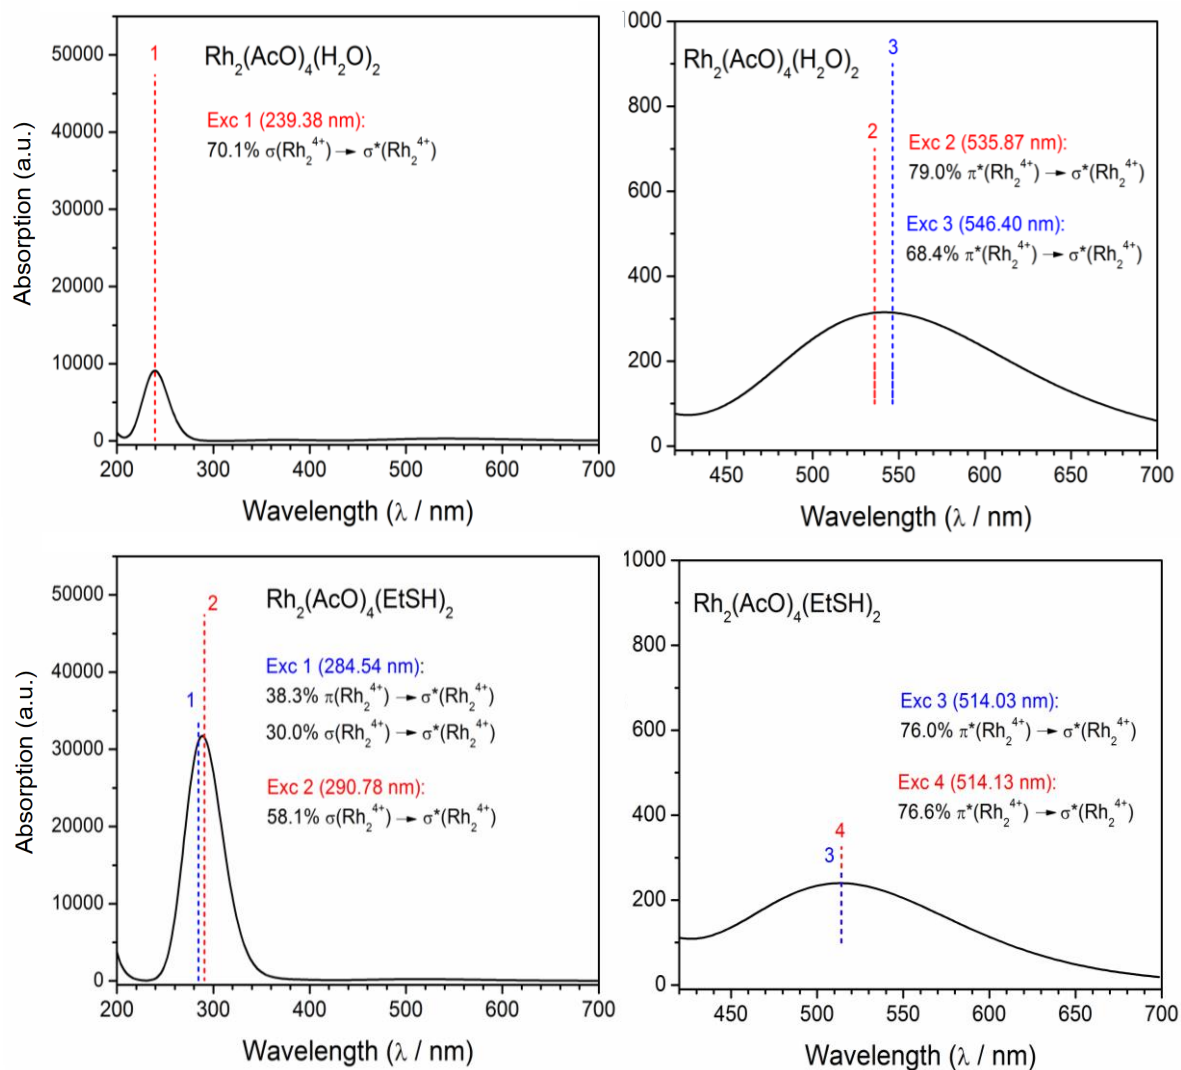 50000
40000
30000
20000
10000
0
Absorption (a.u.)
1
Rh₂(AcO)₄(H₂O)₂
Exc 1 (239.38 nm):
70.1% σ(Rh₂⁴⁺) → σ*(Rh₂⁴⁺)
200 300 400 500 600 700
Wavelength (λ / nm)
1000
800
600
400
200
0
Rh₂(AcO)₄(H₂O)₂
3
2
Exc 2 (535.87 nm):
79.0% π*(Rh₂⁴⁺) → σ*(Rh₂⁴⁺)
Exc 3 (546.40 nm):
68.4% π*(Rh₂⁴⁺) → σ*(Rh₂⁴⁺)
450 500 550 600 650 700
Wavelength (λ / nm)
50000
40000
30000
20000
10000
0
Absorption (a.u.)
2
1
Rh₂(AcO)₄(EtSH)₂
Exc 1 (284.54 nm):
38.3% π(Rh₂⁴⁺) → σ*(Rh₂⁴⁺)
30.0% σ(Rh₂⁴⁺) → σ*(Rh₂⁴⁺)
Exc 2 (290.78 nm):
58.1% σ(Rh₂⁴⁺) → σ*(Rh₂⁴⁺)
200 300 400 500 600 700
Wavelength (λ / nm)
1000
800
600
400
200
0
Rh₂(AcO)₄(EtSH)₂
Exc 3 (514.03 nm):
76.0% π*(Rh₂⁴⁺) → σ*(Rh₂⁴⁺)
Exc 4 (514.13 nm):
76.6% π*(Rh₂⁴⁺) → σ*(Rh₂⁴⁺)
4
3
450 500 550 600 650 700
Wavelength (λ / nm)